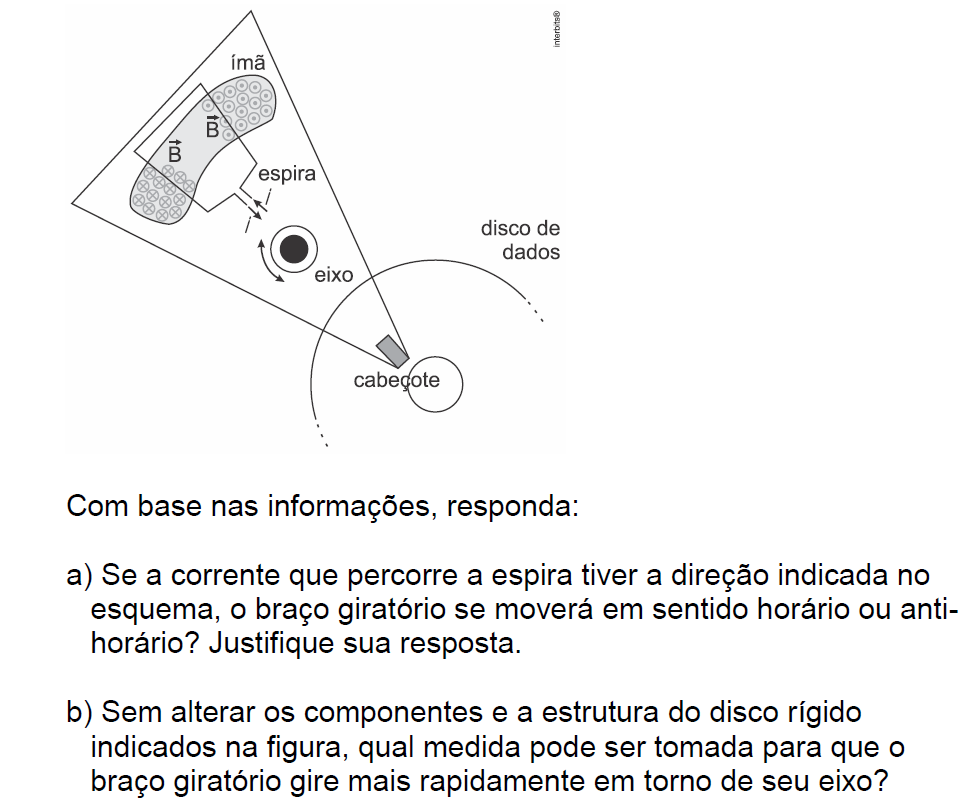 interbits®
ímã
B
B
espira
i
i
eixo
disco de
dados
cabeçote
Com base nas informações, responda:
a) Se a corrente que percorre a espira tiver a direção indicada no
esquema, o braço giratório se moverá em sentido horário ou anti-
horário? Justifique sua resposta.
b) Sem alterar os componentes e a estrutura do disco rígido
indicados na figura, qual medida pode ser tomada para que o
braço giratório gire mais rapidamente em torno de seu eixo?